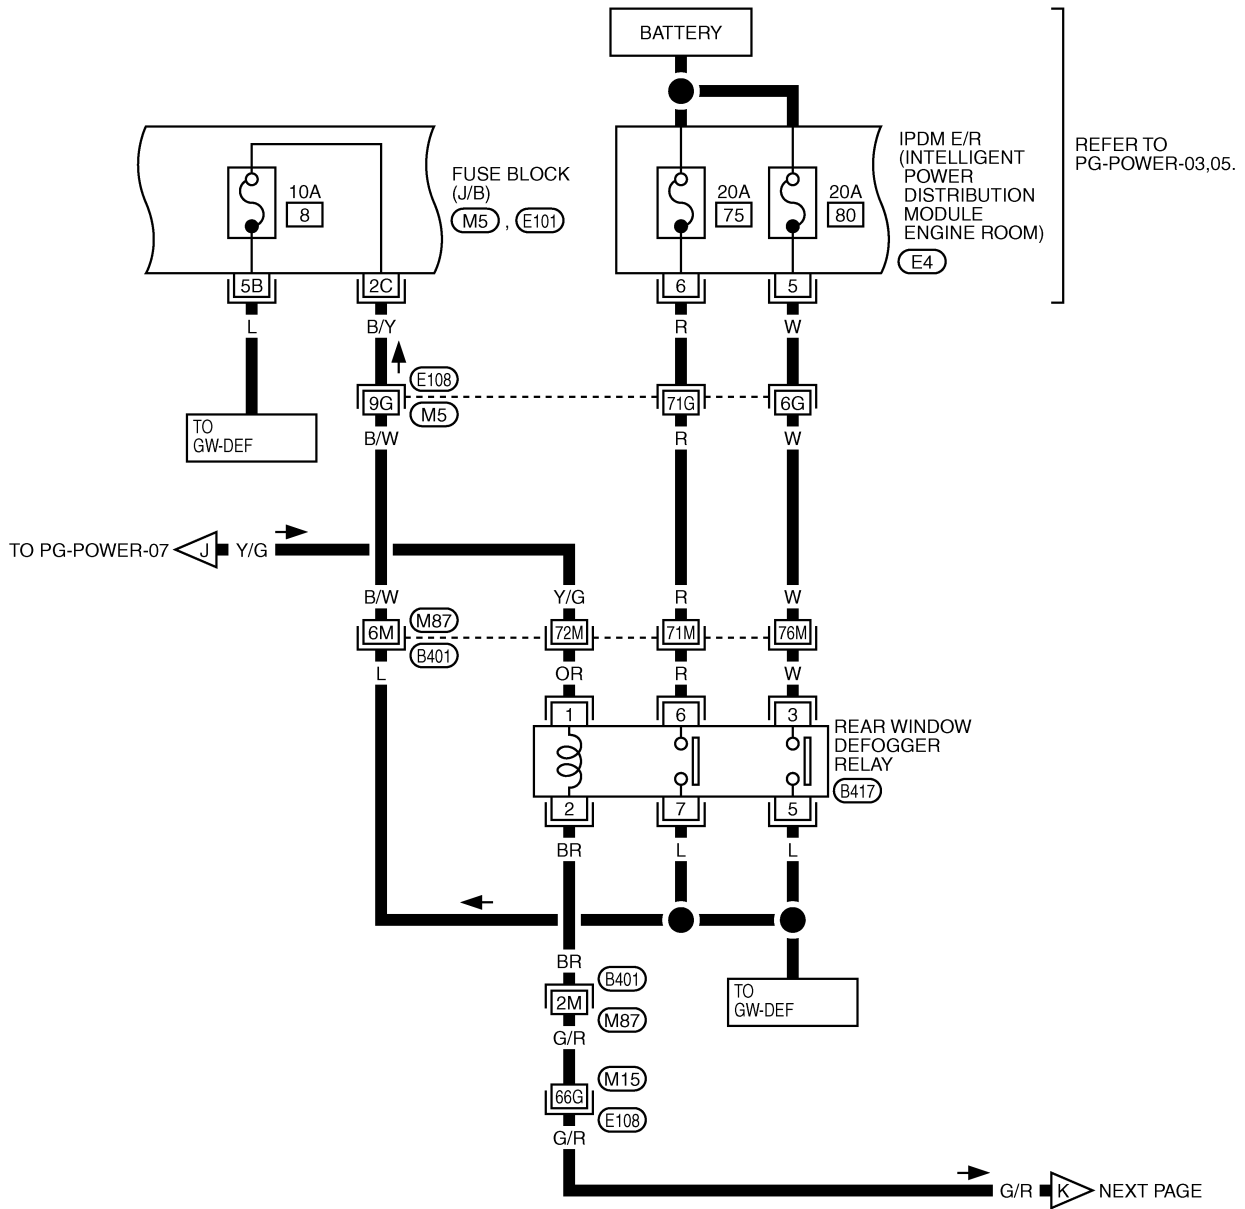 BATTERY
REFER TO
PG-POWER-03,05.
IPDM E/R
(INTELLIGENT
POWER
DISTRIBUTION
MODULE
ENGINE ROOM)
E4
FUSE BLOCK
(J/B)
M5 , E101
10A
8
20A
75
20A
80
5B
2C
6
5
L
B/Y
R
W
E108
9G
71G
6G
M5
TO
GW-DEF
B/W
R
W
TO PG-POWER-07
J
Y/G
B/W
Y/G
R
W
M87
6M
72M
71M
76M
B401
L
OR
R
W
1
6
3
REAR WINDOW
DEFOGGER
RELAY
B417
2
7
5
BR
L
L
BR
B401
2M
M87
TO
GW-DEF
G/R
M15
66G
E108
G/R
G/R
K
NEXT PAGE